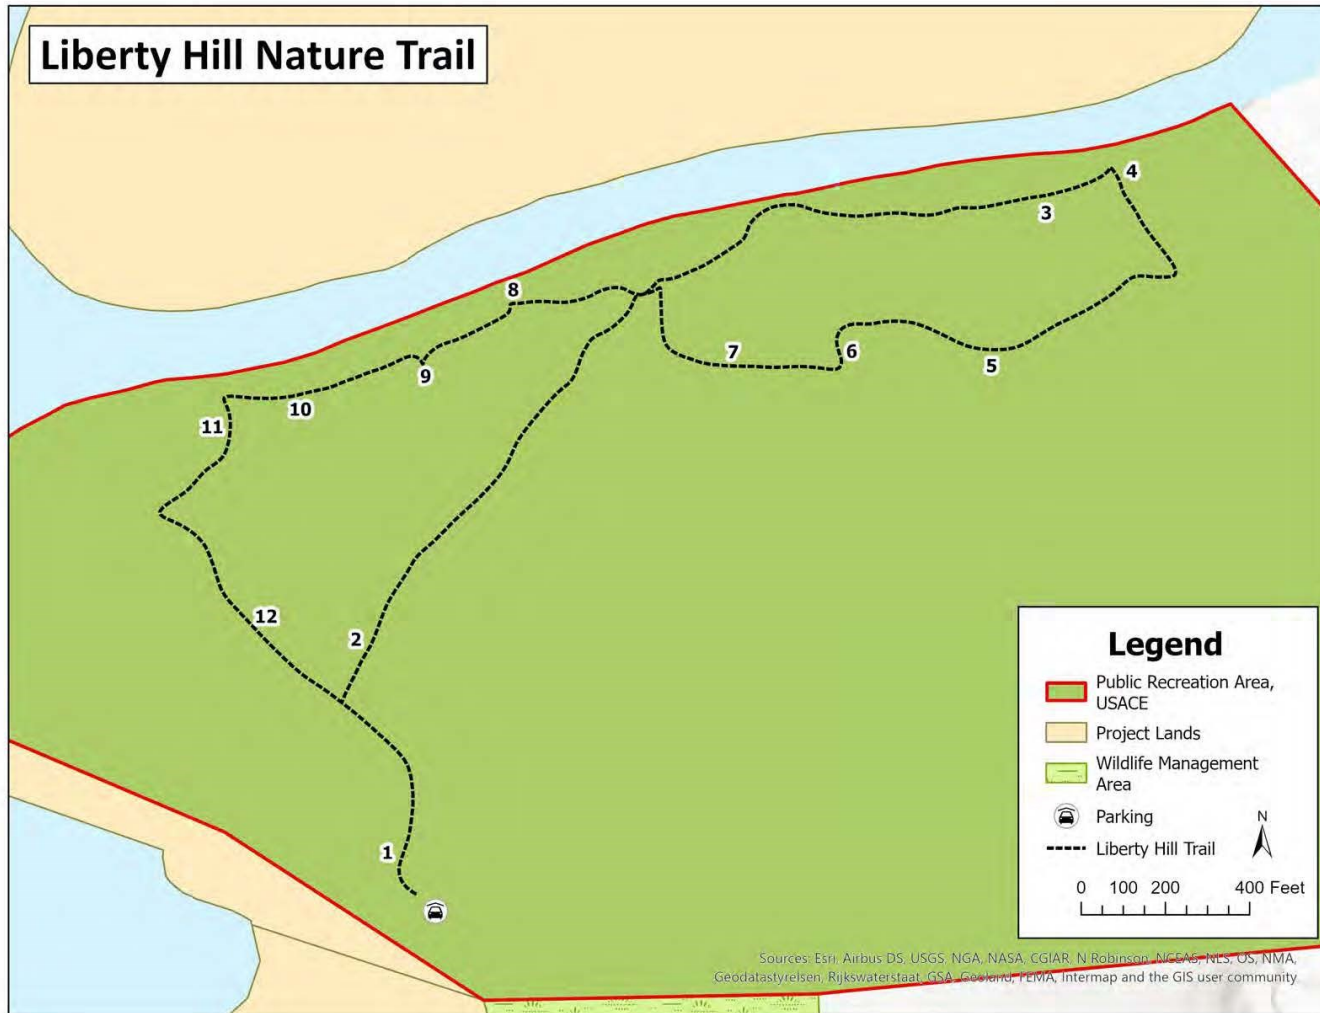 Liberty Hill Nature Trail
4
3
8
7
6
5
9
10
11
12
2
1
Legend
Public Recreation Area,
USACE
Project Lands
Wildlife Management
Area
Parking
N
Liberty Hill Trail
0 100 200 400 Feet
Sources: Esri, Airbus DS, USGS, NGA, NASA, CGIAR, N Robinson, NCEAS, NLS, OS, NMA,
Geodatastyrelsen, Rijkswaterstaat, GSA, Geoland, FEMA, Intermap and the GIS user community